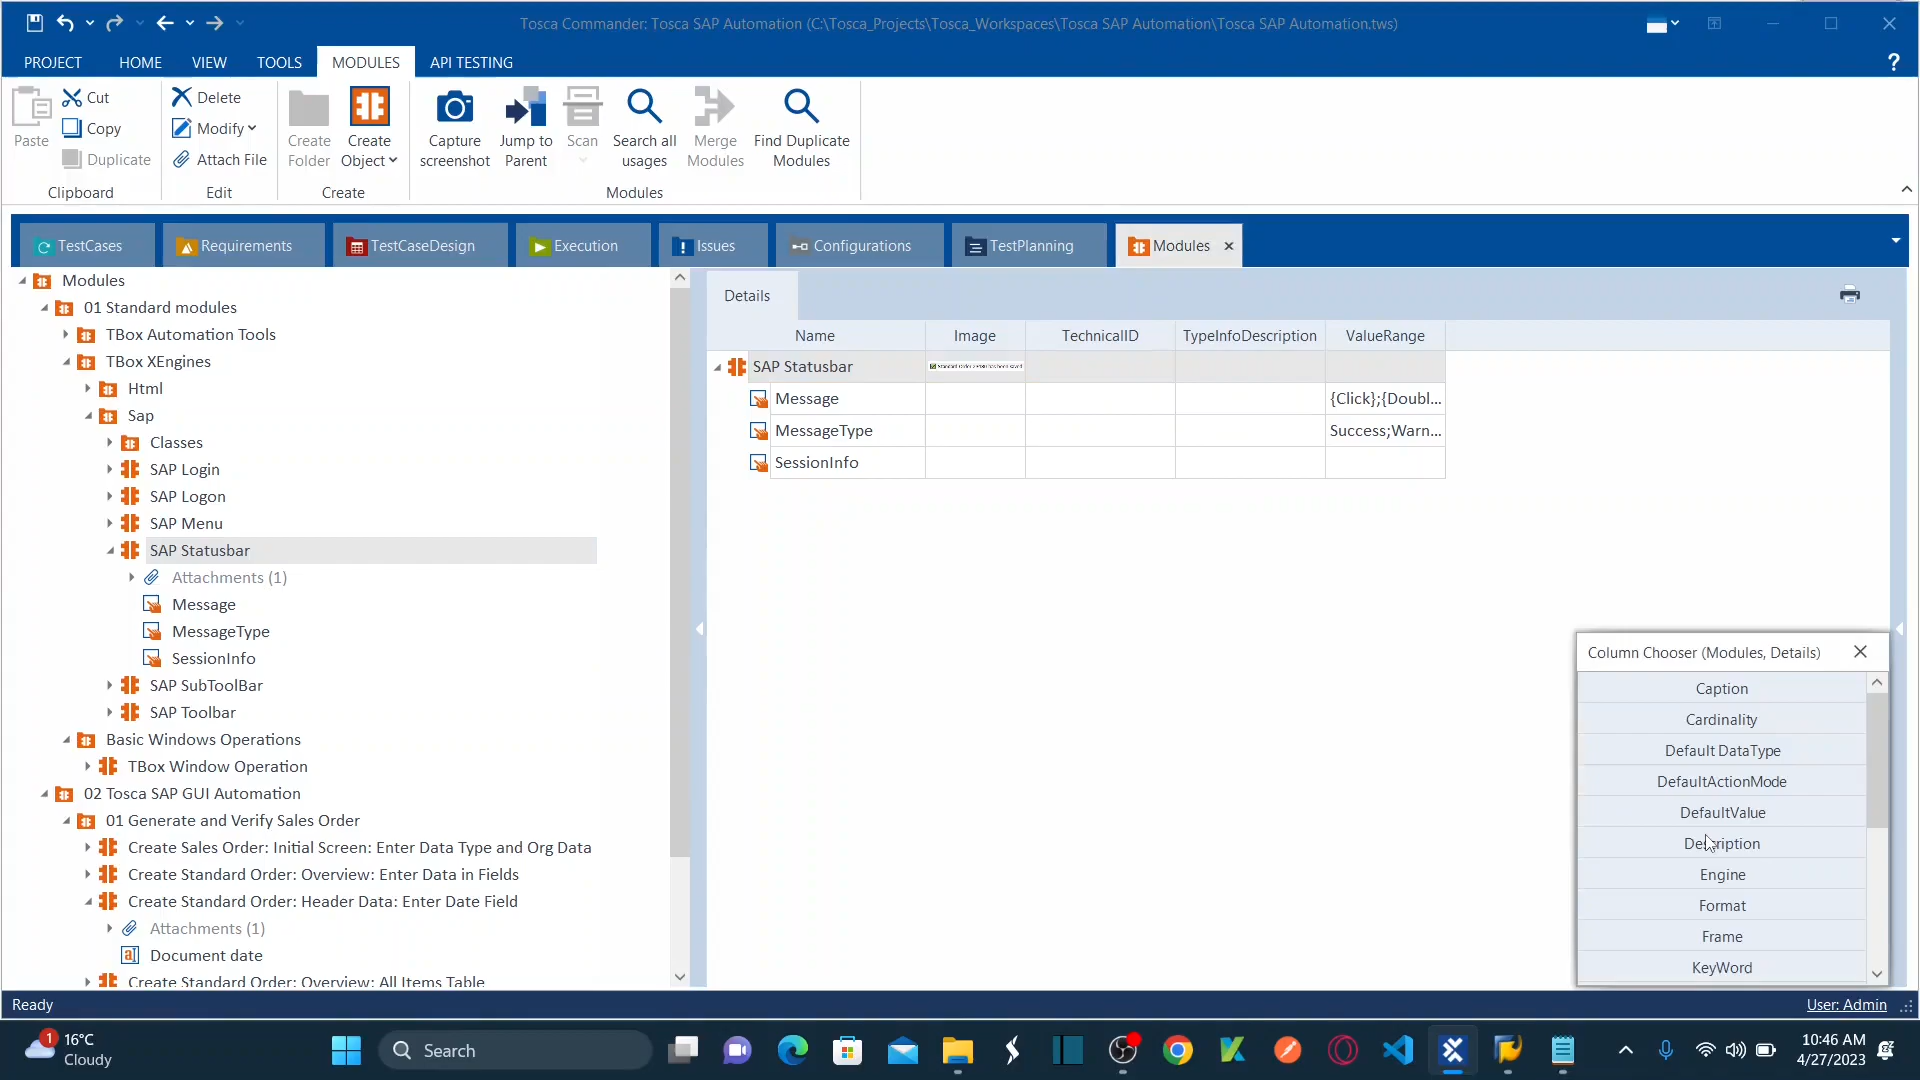 Tosca Commander: Tosca SAP Automation (C:\Tosca_Projects\Tosca_Workspaces\Tosca SAP Automation\Tosca SAP Automation.tws)
PROJECT HOME VIEW TOOLS MODULES API TESTING ?
Paste
Cut
Copy
Duplicate
Clipboard
Delete
Modify
Attach File
Edit
Create
Folder
Create
Object
Create
Capture
screenshot
Jump to
Parent
Scan
Search all
usages
Merge
Modules
Find Duplicate
Modules
Modules
TestCases Requirements TestCaseDesign Execution Issues Configurations TestPlanning Modules
Modules
01 Standard modules
TBox Automation Tools
TBox XEngines
Html
Sap
Classes
SAP Login
SAP Logon
SAP Menu
SAP Statusbar
Attachments (1)
Message
MessageType
SessionInfo
SAP SubToolBar
SAP Toolbar
Basic Windows Operations
TBox Window Operation
02 Tosca SAP GUI Automation
01 Generate and Verify Sales Order
Create Sales Order: Initial Screen: Enter Data Type and Org Data
Create Standard Order: Overview: Enter Data in Fields
Create Standard Order: Header Data: Enter Date Field
Attachments (1)
Document date
Create Standard Order: Overview: All Items Table
Details
Name Image TechnicalID TypeInfoDescription ValueRange
SAP Statusbar
Message {Click};{Doubl...
MessageType Success;Warn...
SessionInfo
Column Chooser (Modules, Details)
Caption
Cardinality
Default DataType
DefaultActionMode
DefaultValue
Description
Engine
Format
Frame
KeyWord
Ready User: Admin
1
16°C
Cloudy
Search
10:46 AM
4/27/2023